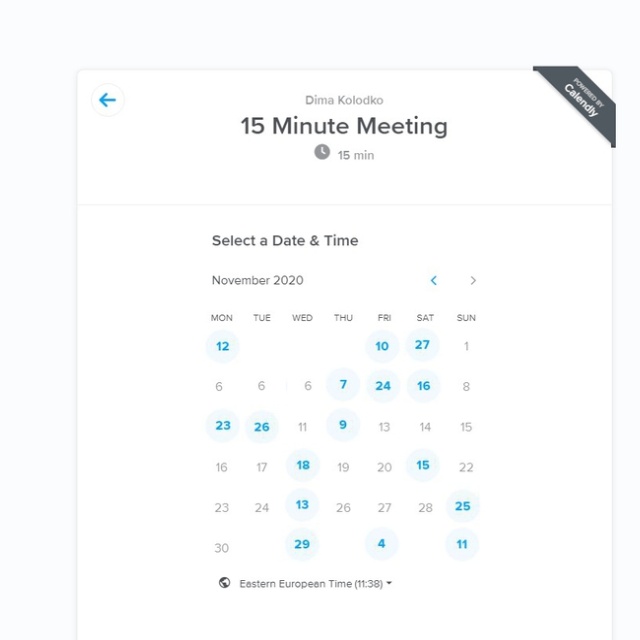 POWERED BY
Calendly
Dima Kolodko
15 Minute Meeting
15 min
Select a Date & Time
November 2020
MON TUE WED THU FRI SAT SUN
12 10 27 1
6 6 6 7 24 16 8
23 26 11 9 13 14 15
16 17 18 19 20 15 22
23 24 13 26 27 28 25
30 29 4 11
Eastern European Time (11:38)